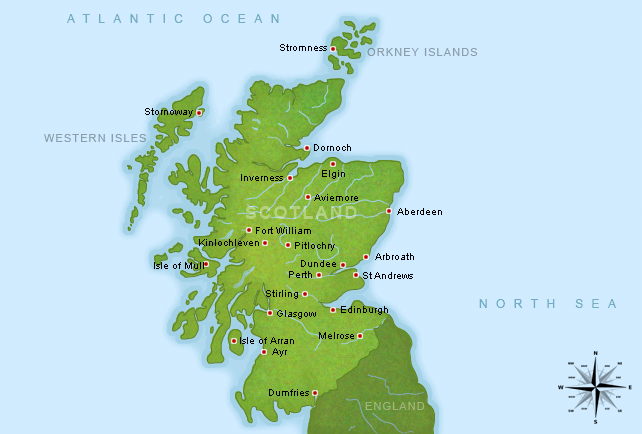 ATLANTIC OCEAN
Stromness
ORKNEY ISLANDS
Stornoway
WESTERN ISLES
Dornoch
Elgin
Inverness
Aviemore
SCOTLAND
Aberdeen
Fort William
Kinlochleven
Pitlochry
Arbroath
Isle of Mull
Dundee
Perth
St Andrews
Stirling
NORTH SEA
Glasgow
Edinburgh
Melrose
Isle of Arran
Ayr
N
W
E
S
Dumfries
ENGLAND